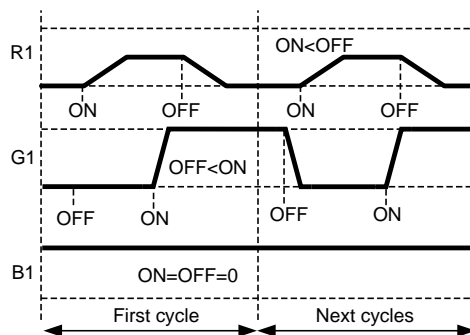 R1
ON<OFF
ON OFF ON OFF
G1
OFF<ON
OFF ON OFF ON
B1
ON=OFF=0
First cycle Next cycles